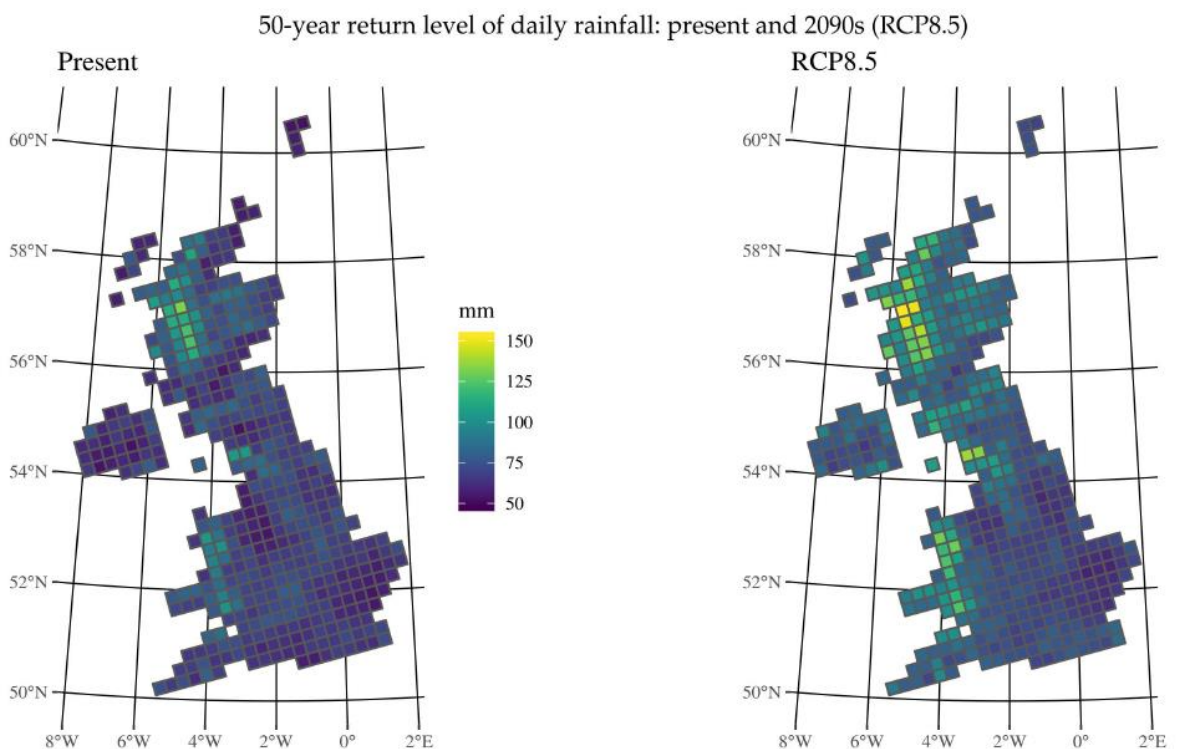 50-year return level of daily rainfall: present and 2090s (RCP8.5)
Present
RCP8.5
60°N
58°N
56°N
54°N
52°N
50°N
8°W 6°W 4°W 2°W 0° 2°E
mm
150
125
100
75
50
60°N
58°N
56°N
54°N
52°N
50°N
8°W 6°W 4°W 2°W 0° 2°E